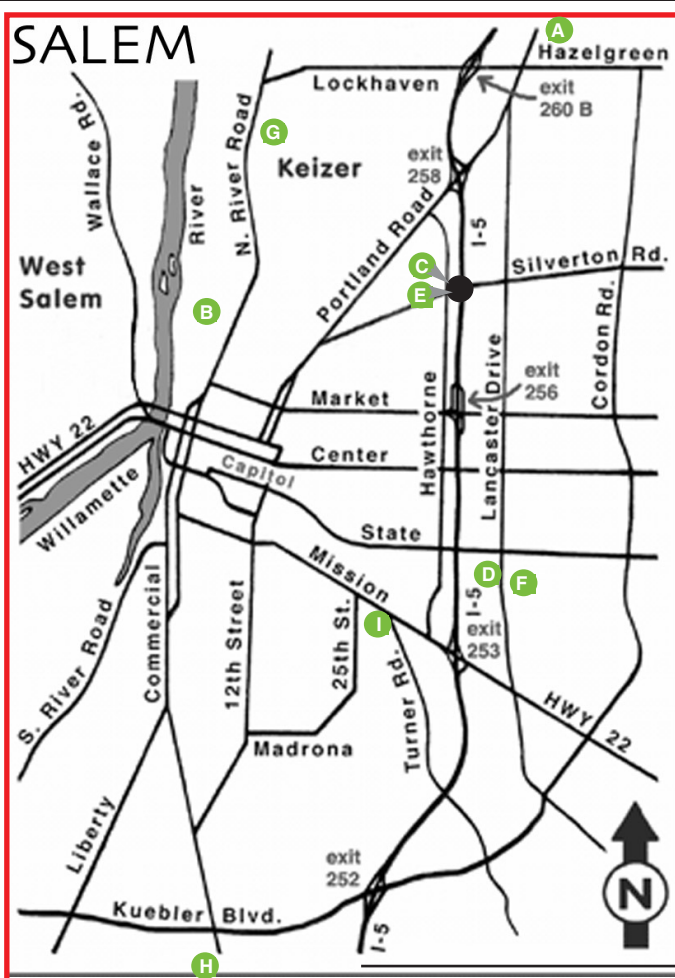 SALEM
A
Hazelgreen
Lockhaven
exit
260 B
Wallace Rd.
River
N. River Road
G
Keizer
exit
258
Portland Road
I-5
C
E
Silverton Rd.
West
Salem
B
Cordon Rd.
Lancaster Drive
exit
256
Market
Hawthorne
HWY 22
Center
Capitol
Willamette
State
Mission
D
F
I-5
exit
253
I
S. River Road
Commercial
12th Street
25th St.
Turner Rd.
HWY 22
Madrona
Liberty
exit
252
N
Kuebler Blvd.
I-5
H